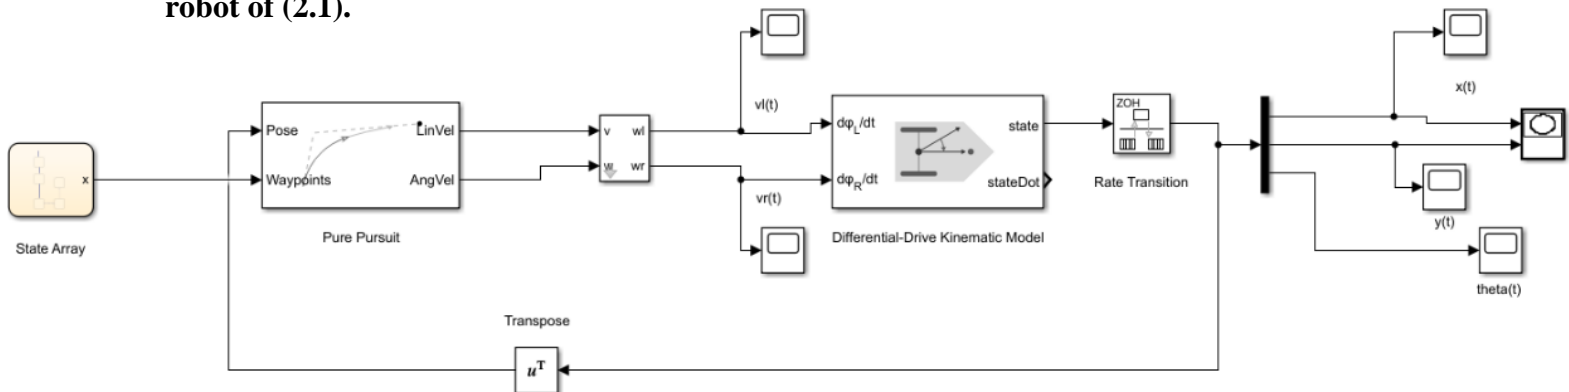 robot of (2.1).
vl(t)
x(t)
Pose
LinVel
Waypoints
AngVel
v
wl
w
wr
dφL/dt
dφR/dt
state
stateDot
ZOH
x
vr(t)
Rate Transition
y(t)
State Array
Pure Pursuit
Differential-Drive Kinematic Model
theta(t)
Transpose
uT